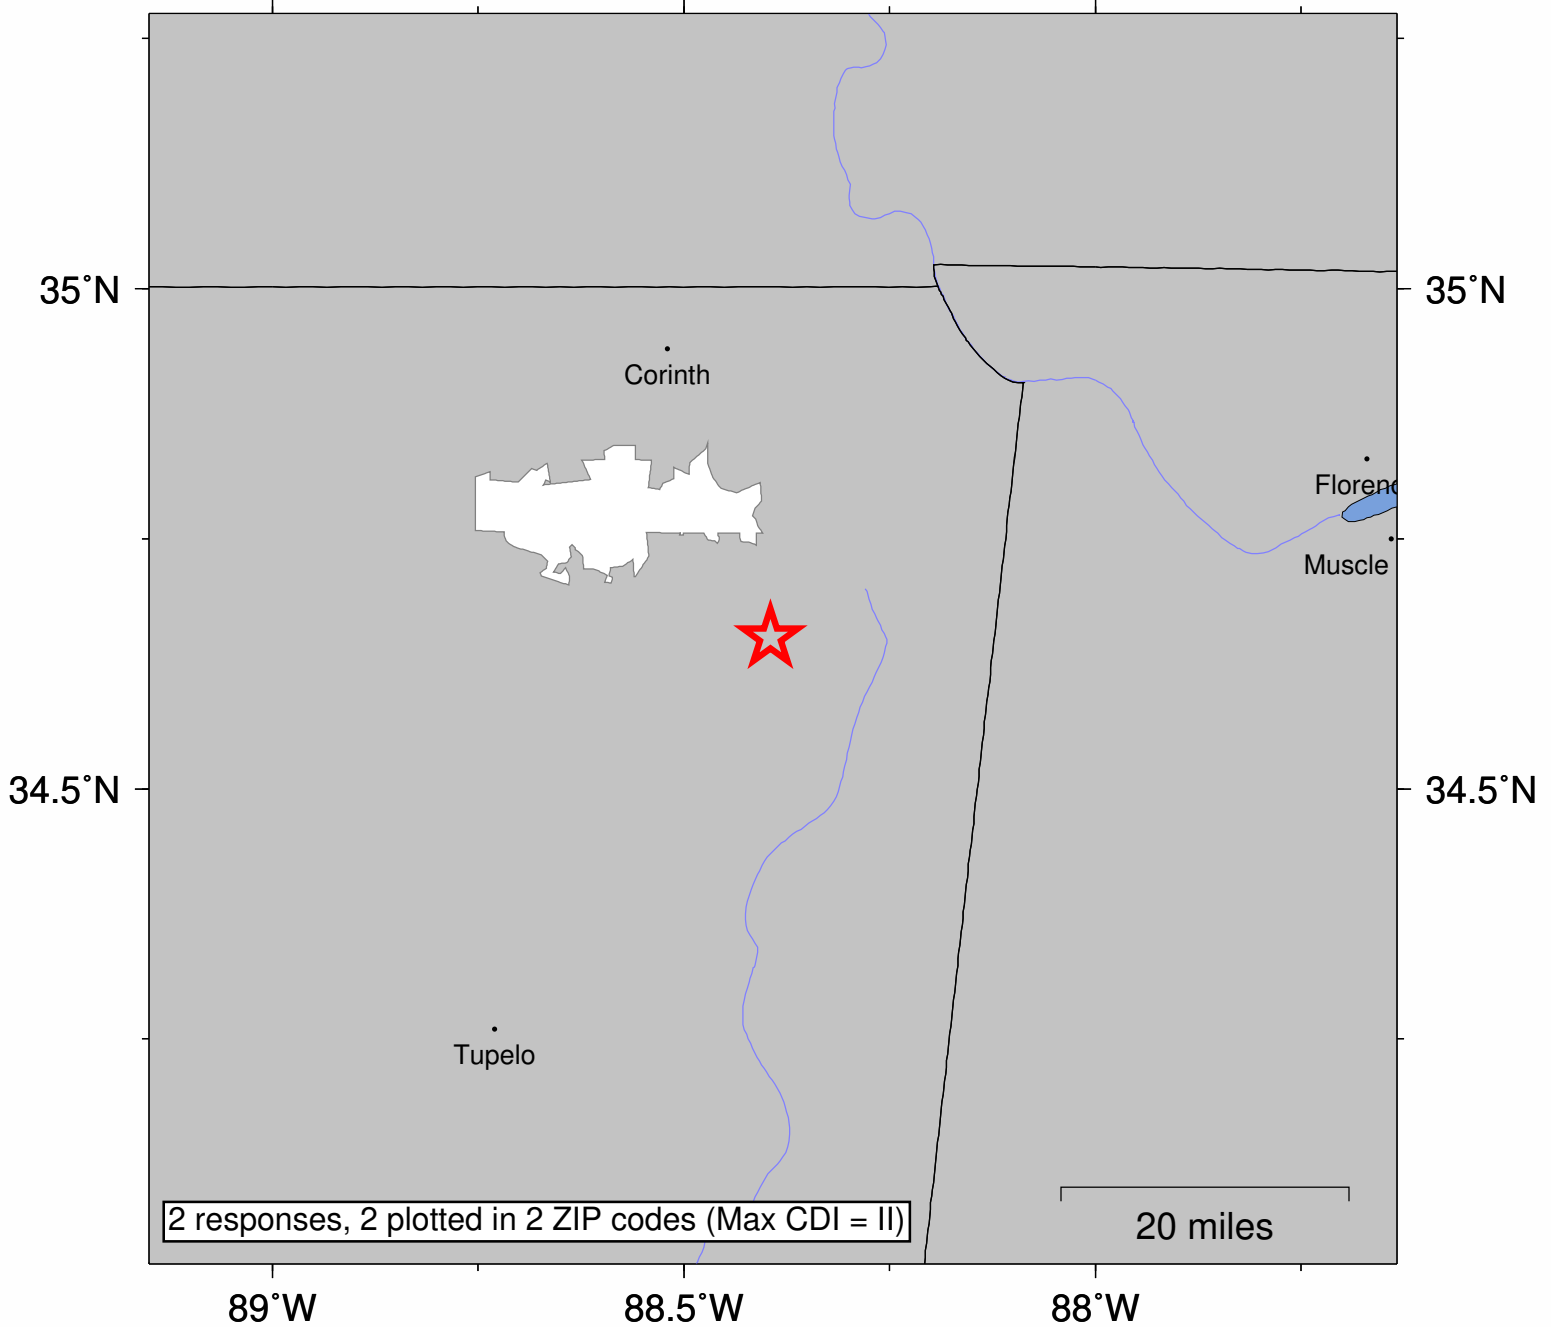 35˚N
35˚N
Corinth
Floren
Muscle
34.5˚N
34.5˚N
Tupelo
2 responses, 2 plotted in 2 ZIP codes (Max CDI = II)
20 miles
89˚W
88.5˚W
88˚W